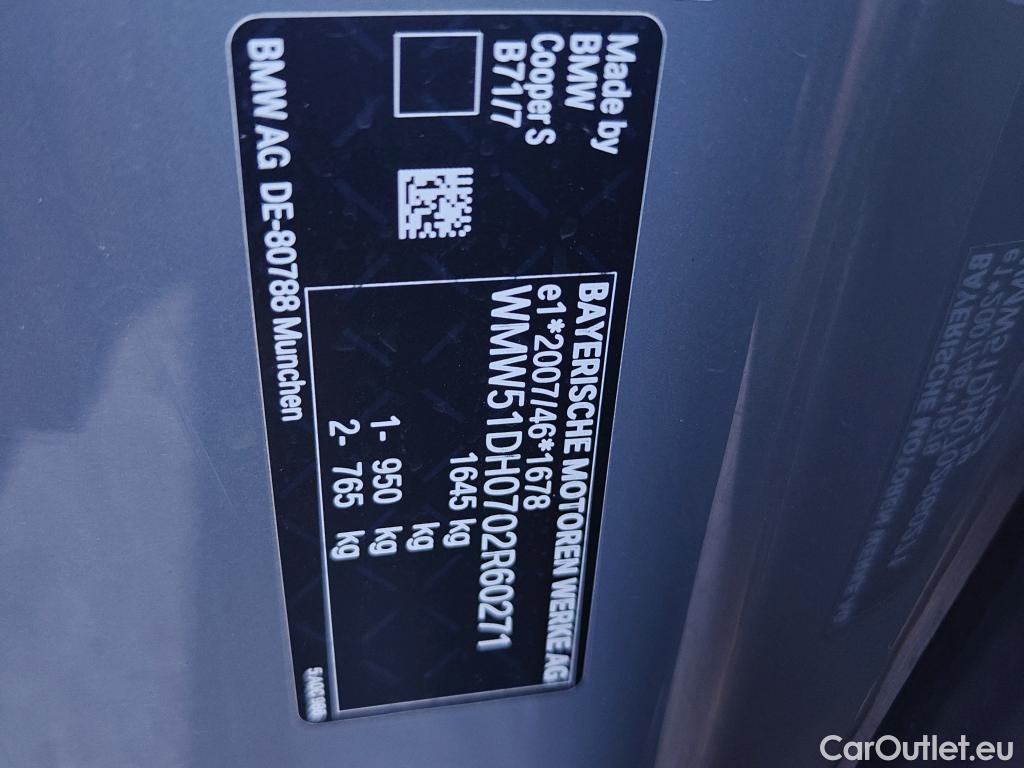 Made by
BMW
Cooper S
B71/7
BAYERISCHE MOTOREN WERKE AG
e1*2007/46*1678
WMW51DH0702R60271
1645 kg
kg
1- 950 kg
2- 765 kg
BMW AG DE-80788 Munchen
CarOutlet.eu